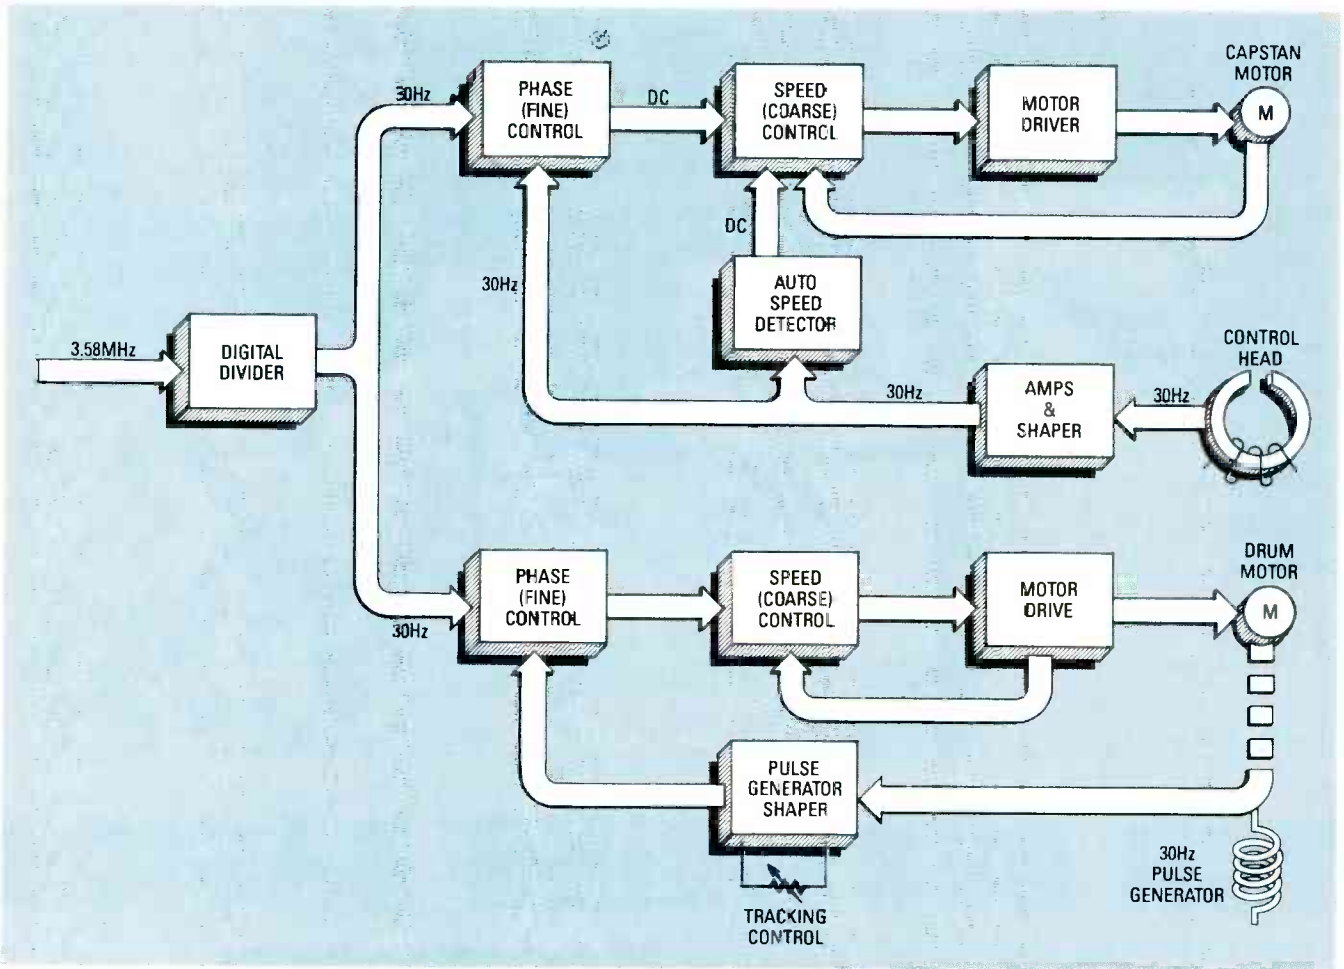 CAPSTAN
MOTOR
M
30Hz
PHASE
(FINE)
CONTROL
DC
SPEED
(COARSE)
CONTROL
MOTOR
DRIVER
DC
30Hz
AUTO
SPEED
DETECTOR
3.58MHz
DIGITAL
DIVIDER
CONTROL
HEAD
30Hz
AMPS
&
SHAPER
30Hz
DRUM
MOTOR
M
30Hz
PHASE
(FINE)
CONTROL
SPEED
(COARSE)
CONTROL
MOTOR
DRIVE
PULSE
GENERATOR
SHAPER
30Hz
PULSE
GENERATOR
TRACKING
CONTROL